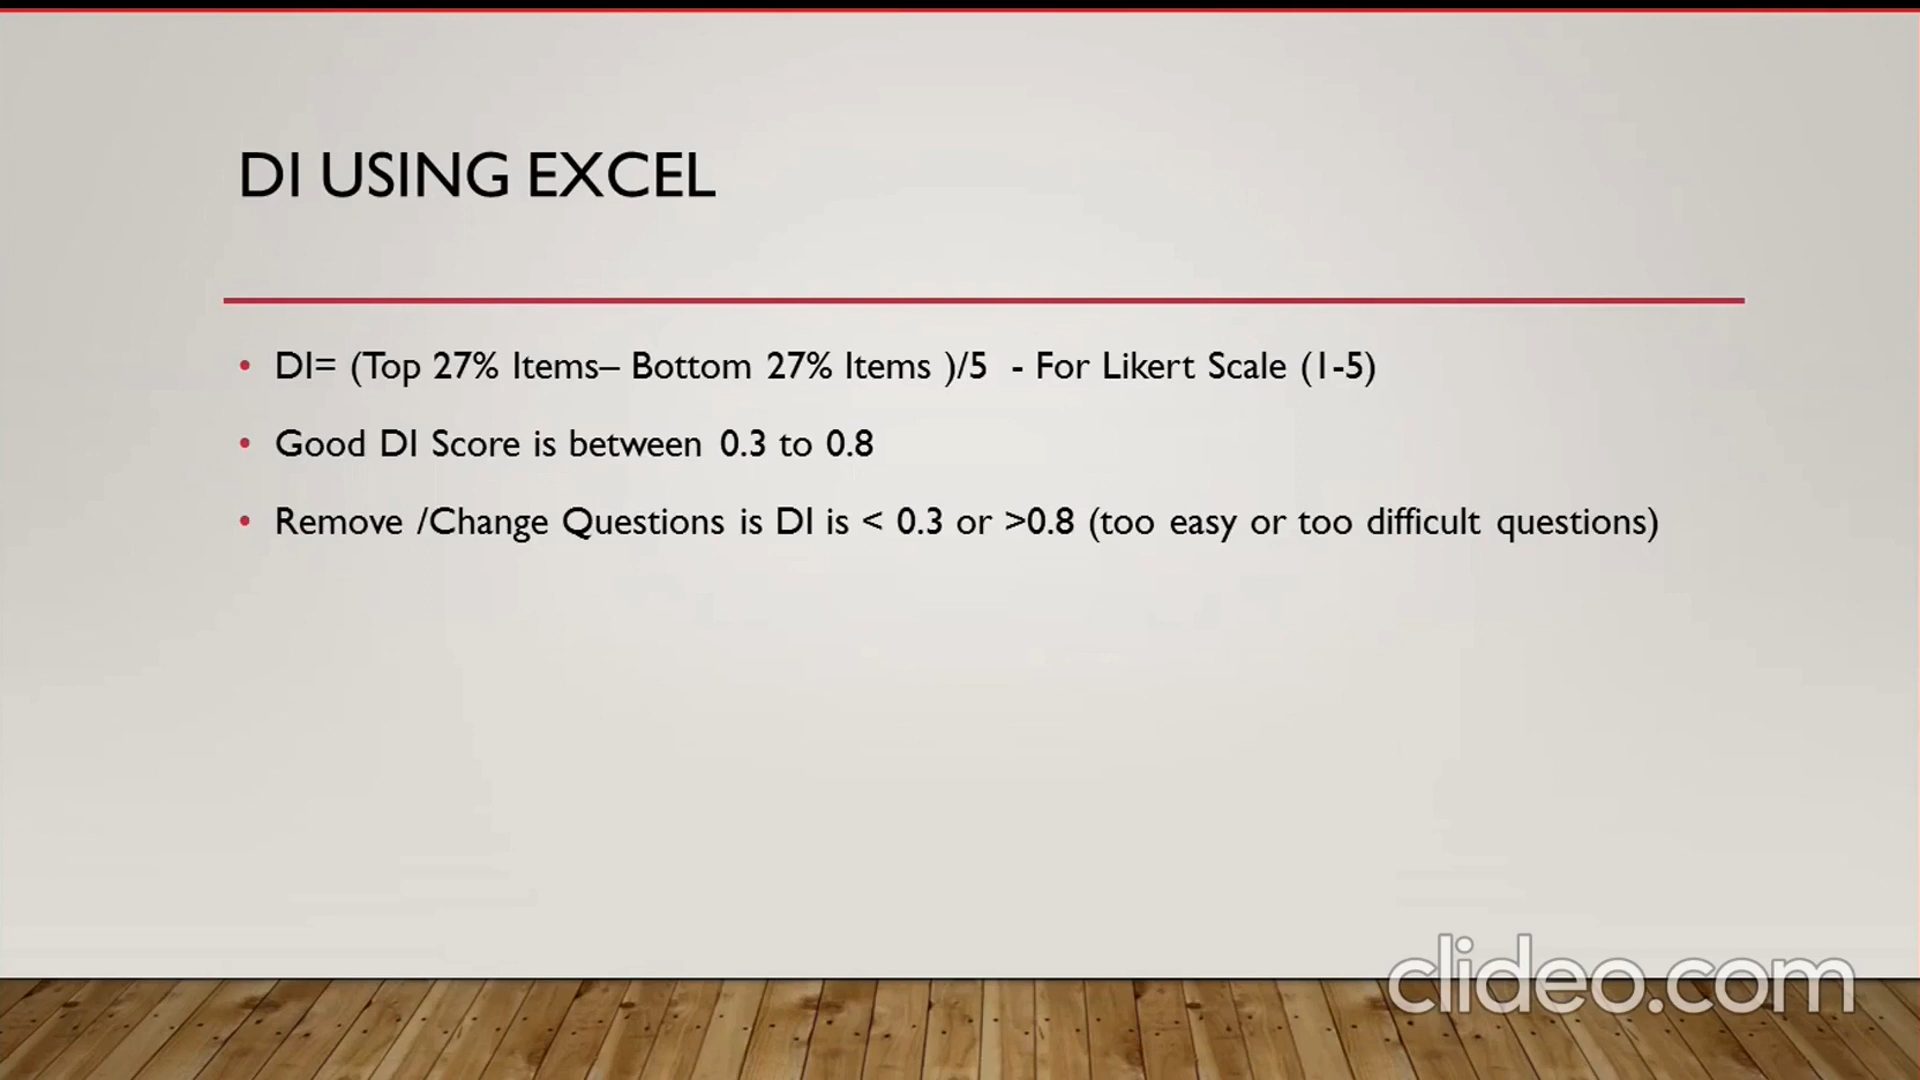 DI USING EXCEL
• DI= (Top 27% Items– Bottom 27% Items )/5 - For Likert Scale (1-5)
• Good DI Score is between 0.3 to 0.8
• Remove /Change Questions is DI is < 0.3 or >0.8 (too easy or too difficult questions)
clideo.com